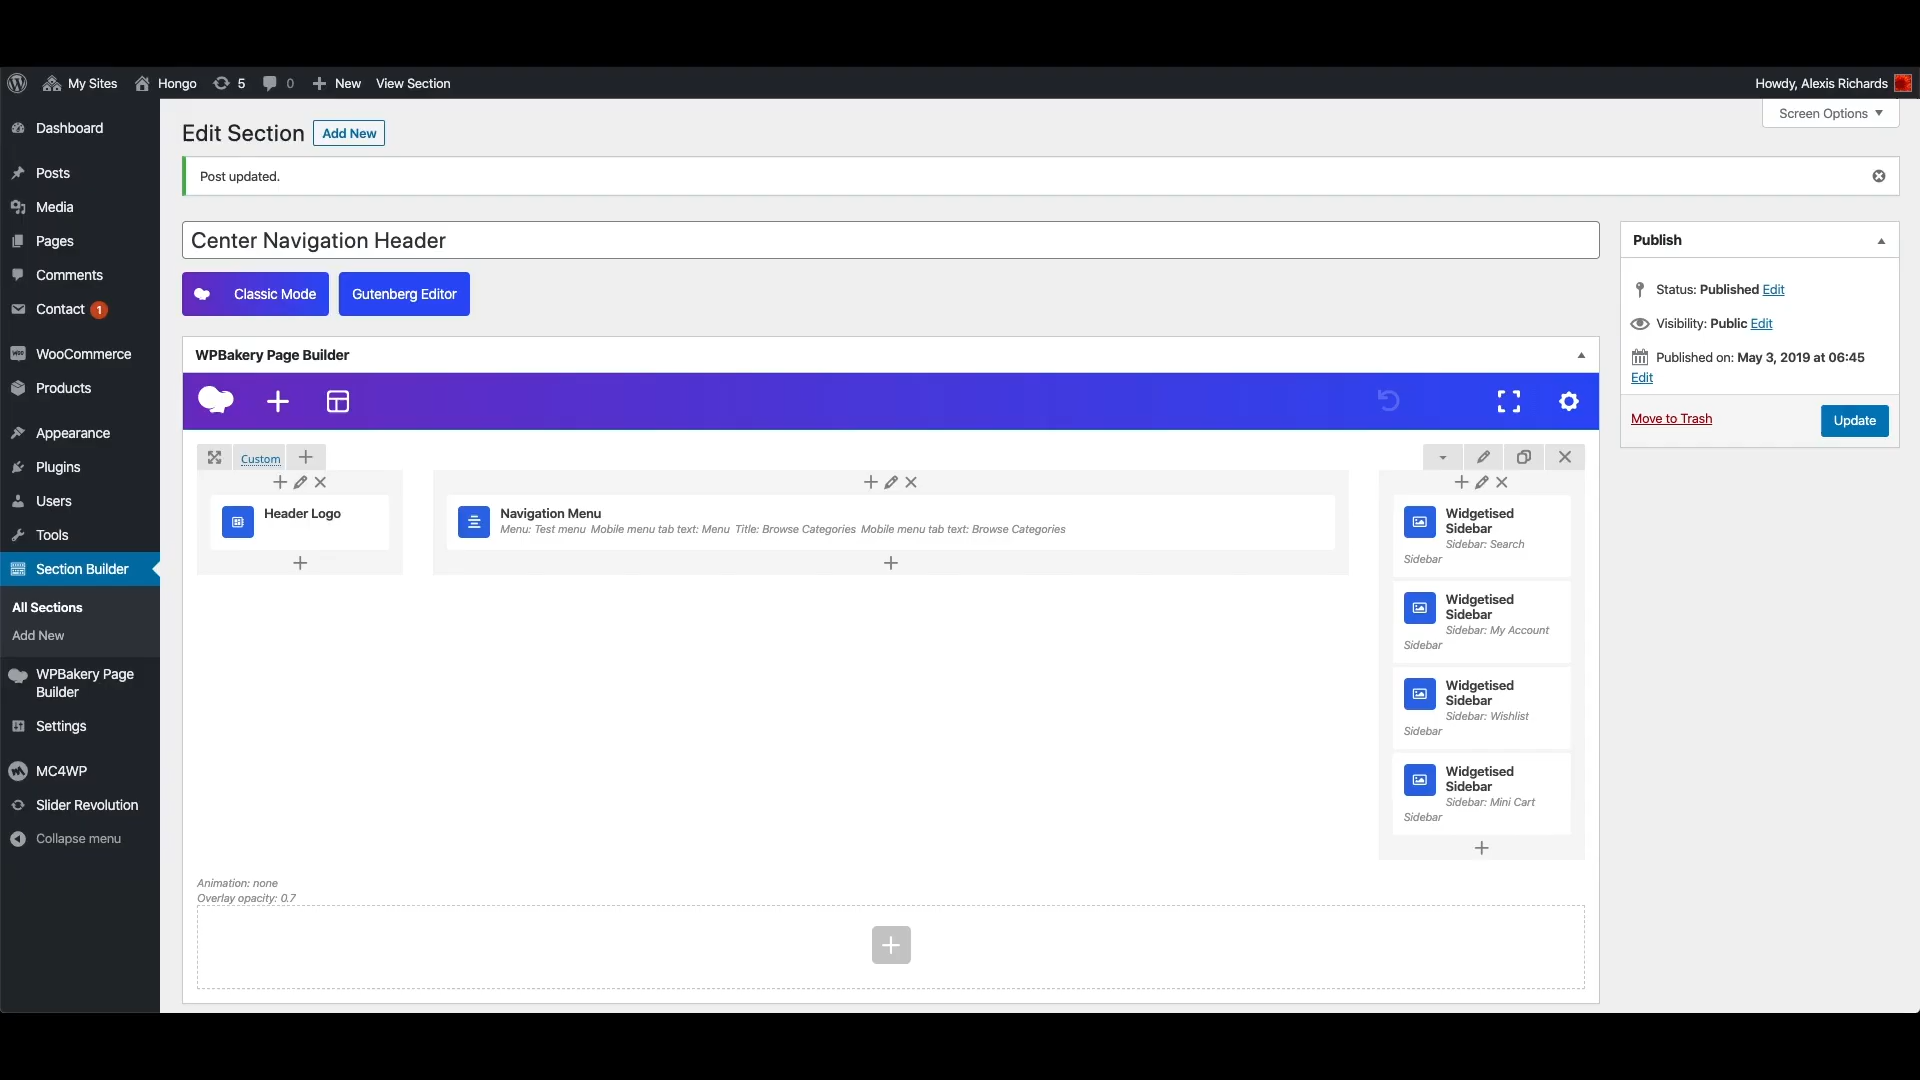 My Sites Hongo 5 0 New View Section Howdy, Alexis Richards
Screen Options
Dashboard
Posts
Media
Pages
Comments
Contact 1
WooCommerce
Products
Appearance
Plugins
Users
Tools
Section Builder
All Sections
Add New
WPBakery Page
Builder
Settings
MC4WP
Slider Revolution
Collapse menu
Edit Section Add New
Post updated.
Center Navigation Header
Classic Mode Gutenberg Editor
WPBakery Page Builder
Custom
Header Logo
Navigation Menu
Menu: Test menu Mobile menu tab text: Menu Title: Browse Categories Mobile menu tab text: Browse Categories
Widgetised
Sidebar
Sidebar: Search
Sidebar
Widgetised
Sidebar
Sidebar: My Account
Sidebar
Widgetised
Sidebar
Sidebar: Wishlist
Sidebar
Widgetised
Sidebar
Sidebar: Mini Cart
Sidebar
Animation: none
Overlay opacity: 0.7
Publish
Status: Published Edit
Visibility: Public Edit
Published on: May 3, 2019 at 06:45
Edit
Move to Trash Update